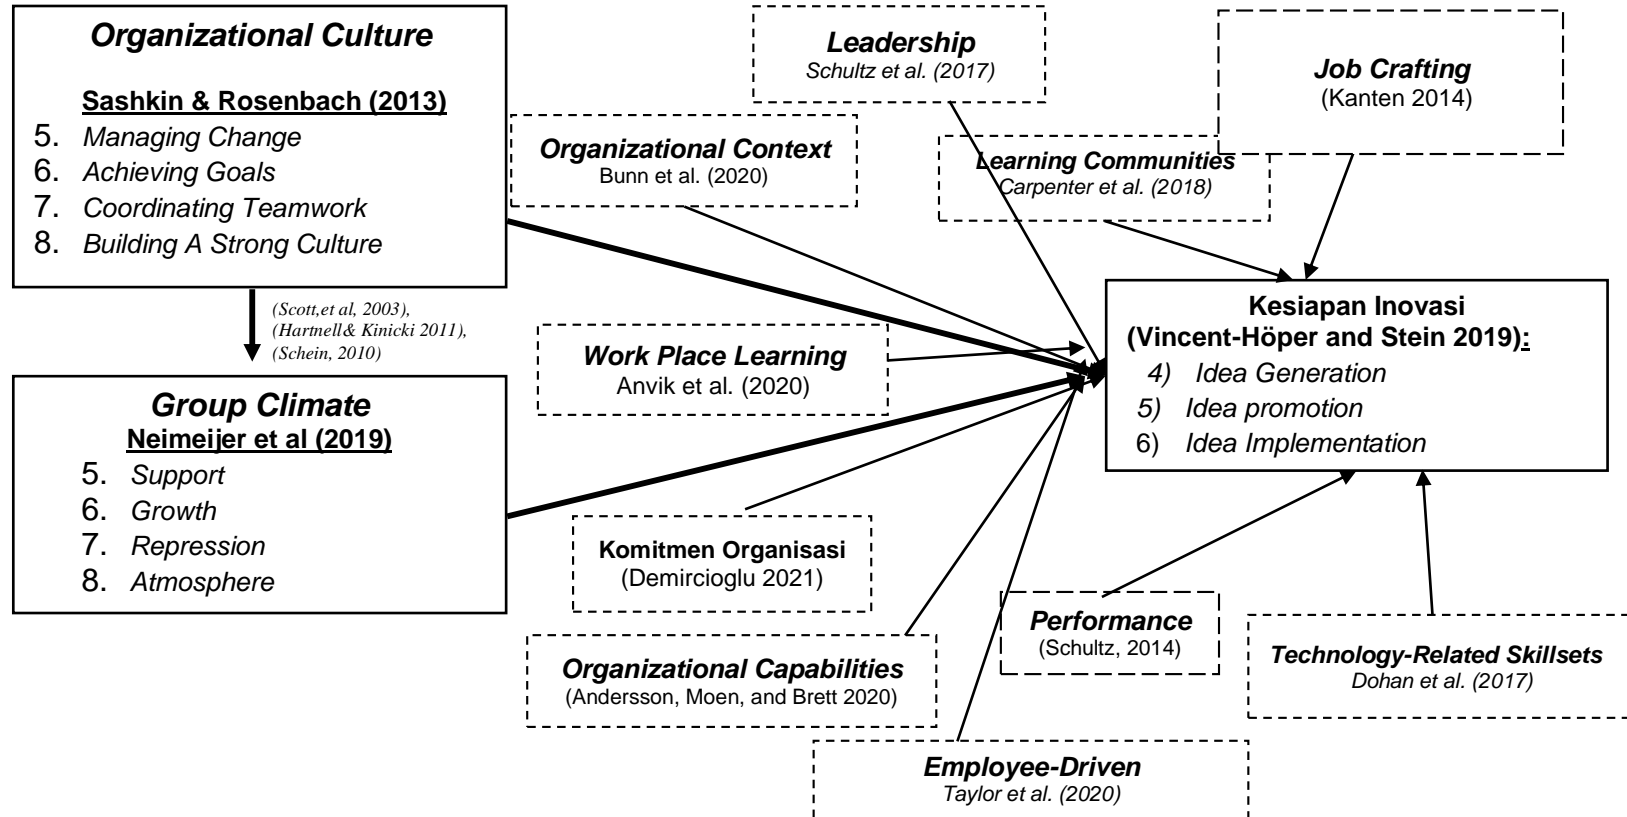 Organizational Culture
Sashkin & Rosenbach (2013)
5. Managing Change
6. Achieving Goals
7. Coordinating Teamwork
8. Building A Strong Culture
(Scott,et al, 2003),
(Hartnell& Kinicki 2011),
(Schein, 2010)
Group Climate
Neimeijer et al (2019)
5. Support
6. Growth
7. Repression
8. Atmosphere
Leadership
Schultz et al. (2017)
Organizational Context
Bunn et al. (2020)
Learning Communities
Carpenter et al. (2018)
Job Crafting
(Kanten 2014)
Work Place Learning
Anvik et al. (2020)
Kesiapan Inovasi
(Vincent-Höper and Stein 2019):
4) Idea Generation
5) Idea promotion
6) Idea Implementation
Komitmen Organisasi
(Demircioglu 2021)
Organizational Capabilities
(Andersson, Moen, and Brett 2020)
Performance
(Schultz, 2014)
Technology-Related Skillsets
Dohan et al. (2017)
Employee-Driven
Taylor et al. (2020)